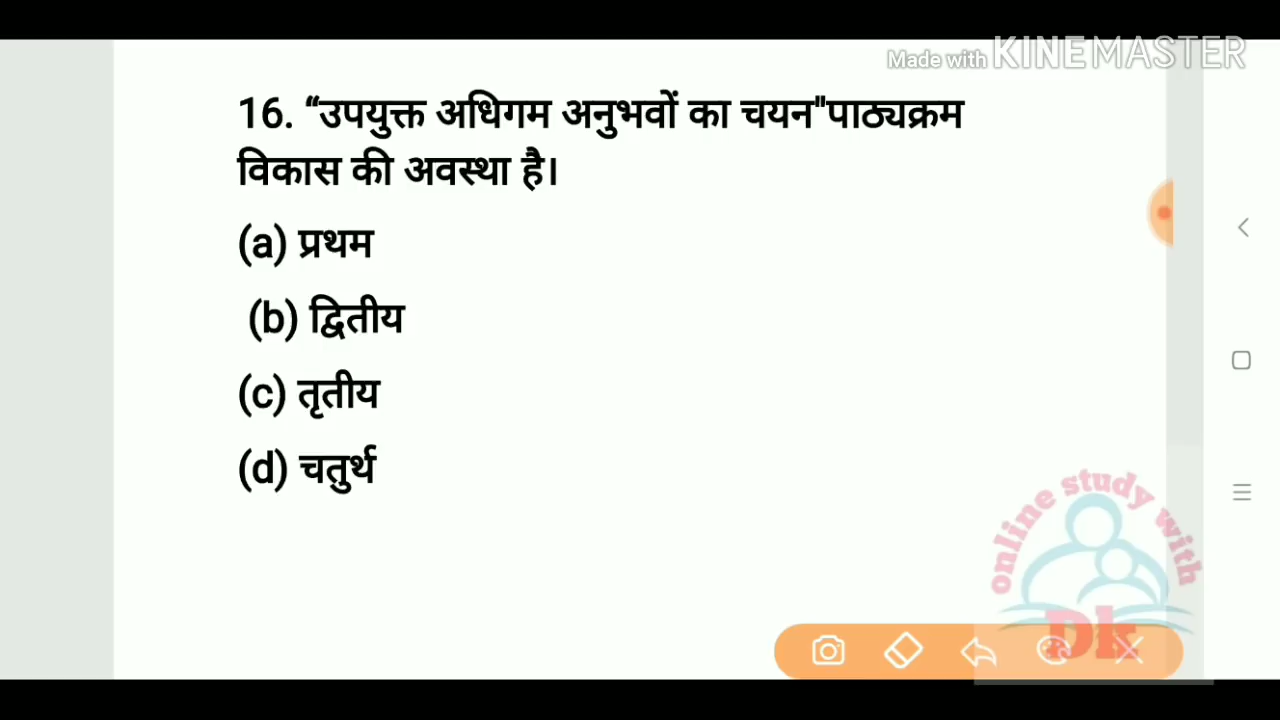 Made with KINEMASTER
16. “उपयुक्त अधिगम अनुभवों का चयन"पाठ्यक्रम
विकास की अवस्था है।
(a) प्रथम
(b) द्वितीय
(c) तृतीय
(d) चतुर्थ
online study with
Dk